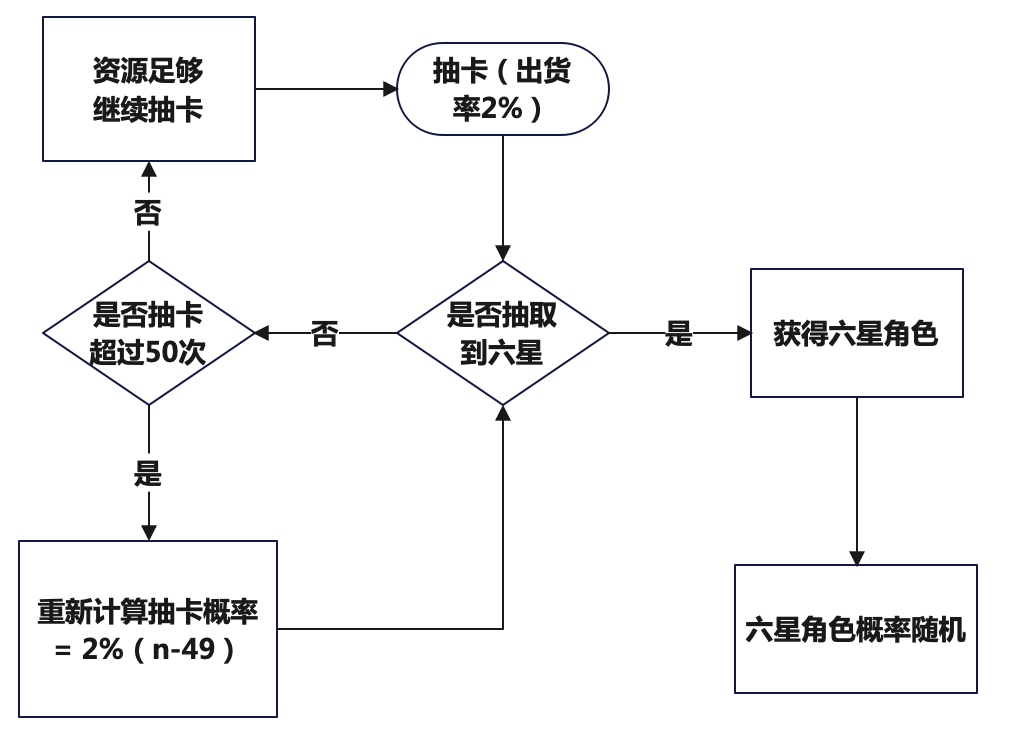 资源足够
继续抽卡
抽卡（出货
率2%）
否
是否抽卡
超过50次
否
是否抽取
到六星
是
获得六星角色
是
重新计算抽卡概率
= 2%（n-49）
六星角色概率随机